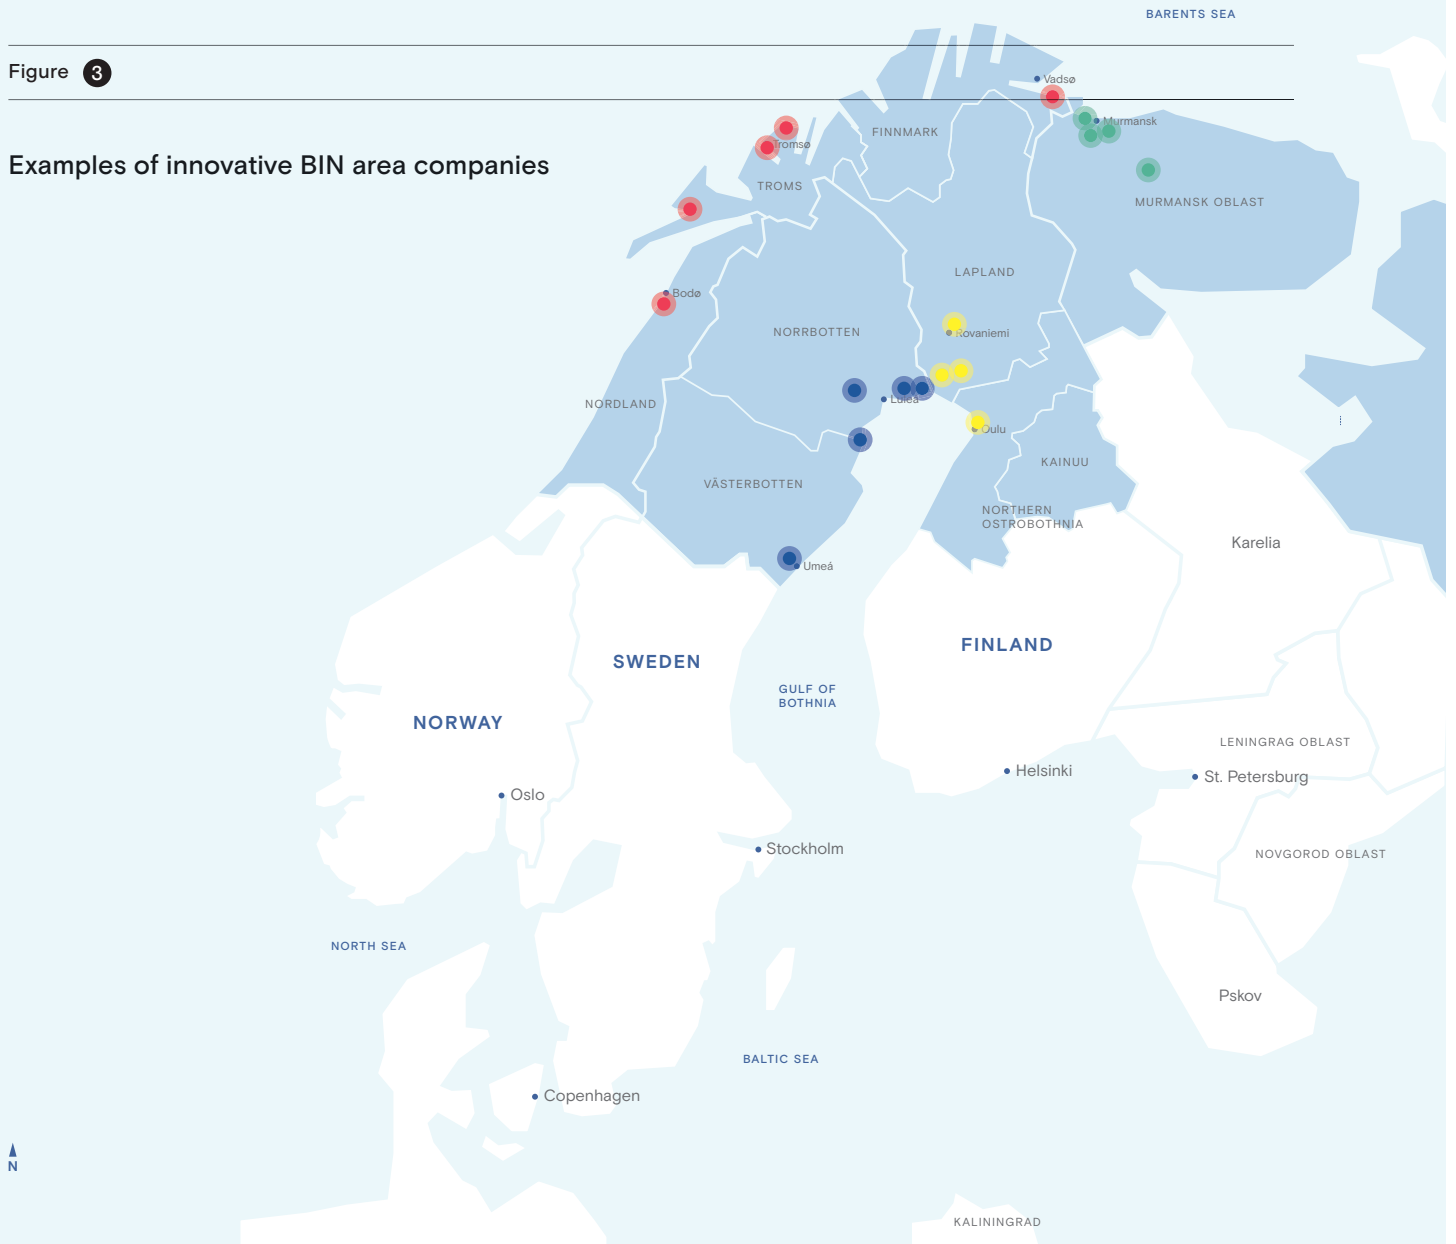 BARENTS SEA
Figure 3
Vadsø
Murmansk
FINNMARK
Tromsø
Examples of innovative BIN area companies
TROMS
MURMANSK OBLAST
LAPLAND
Bodø
NORRBOTTEN
Rovaniemi
Luleå
NORDLAND
Oulu
KAINUU
VÄSTERBOTTEN
NORTHERN
OSTROBOTHNIA
Karelia
Umeå
FINLAND
SWEDEN
GULF OF
BOTHNIA
NORWAY
LENINGRAG OBLAST
Helsinki
St. Petersburg
Oslo
Stockholm
NOVGOROD OBLAST
NORTH SEA
Pskov
BALTIC SEA
Copenhagen
N
KALININGRAD